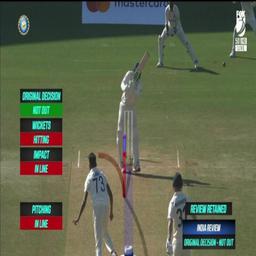 mastercard
ORIGINAL DECISION
NOT OUT
WICKETS
HITTING
IMPACT
IN LINE
PITCHING
IN LINE
73
REVIEW RETAINED
INDIA REVIEW
ORIGINAL DECISION - NOT OUT